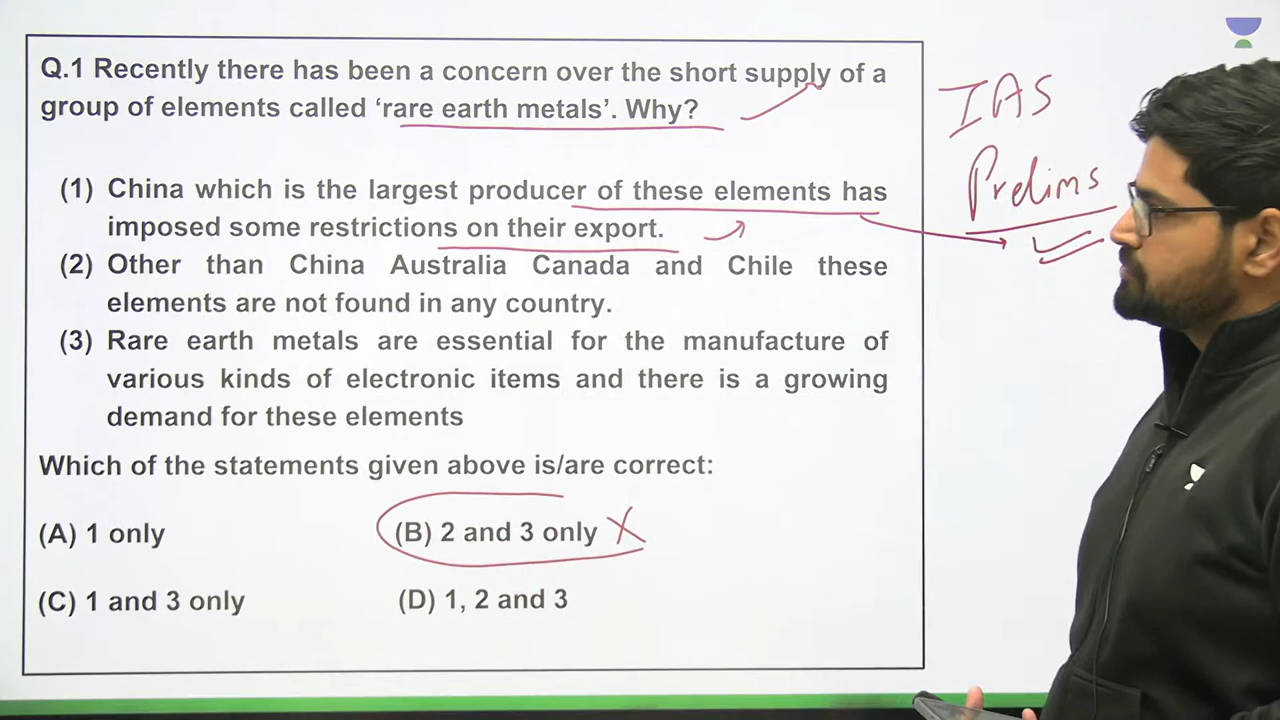 Q.1 Recently there has been a concern over the short supply of a
group of elements called ‘rare earth metals’. Why?
IAS
Prelims
(1) China which is the largest producer of these elements has
imposed some restrictions on their export.
(2) Other than China Australia Canada and Chile these
elements are not found in any country.
(3) Rare earth metals are essential for the manufacture of
various kinds of electronic items and there is a growing
demand for these elements
Which of the statements given above is/are correct:
(A) 1 only
(B) 2 and 3 only X
(C) 1 and 3 only
(D) 1, 2 and 3